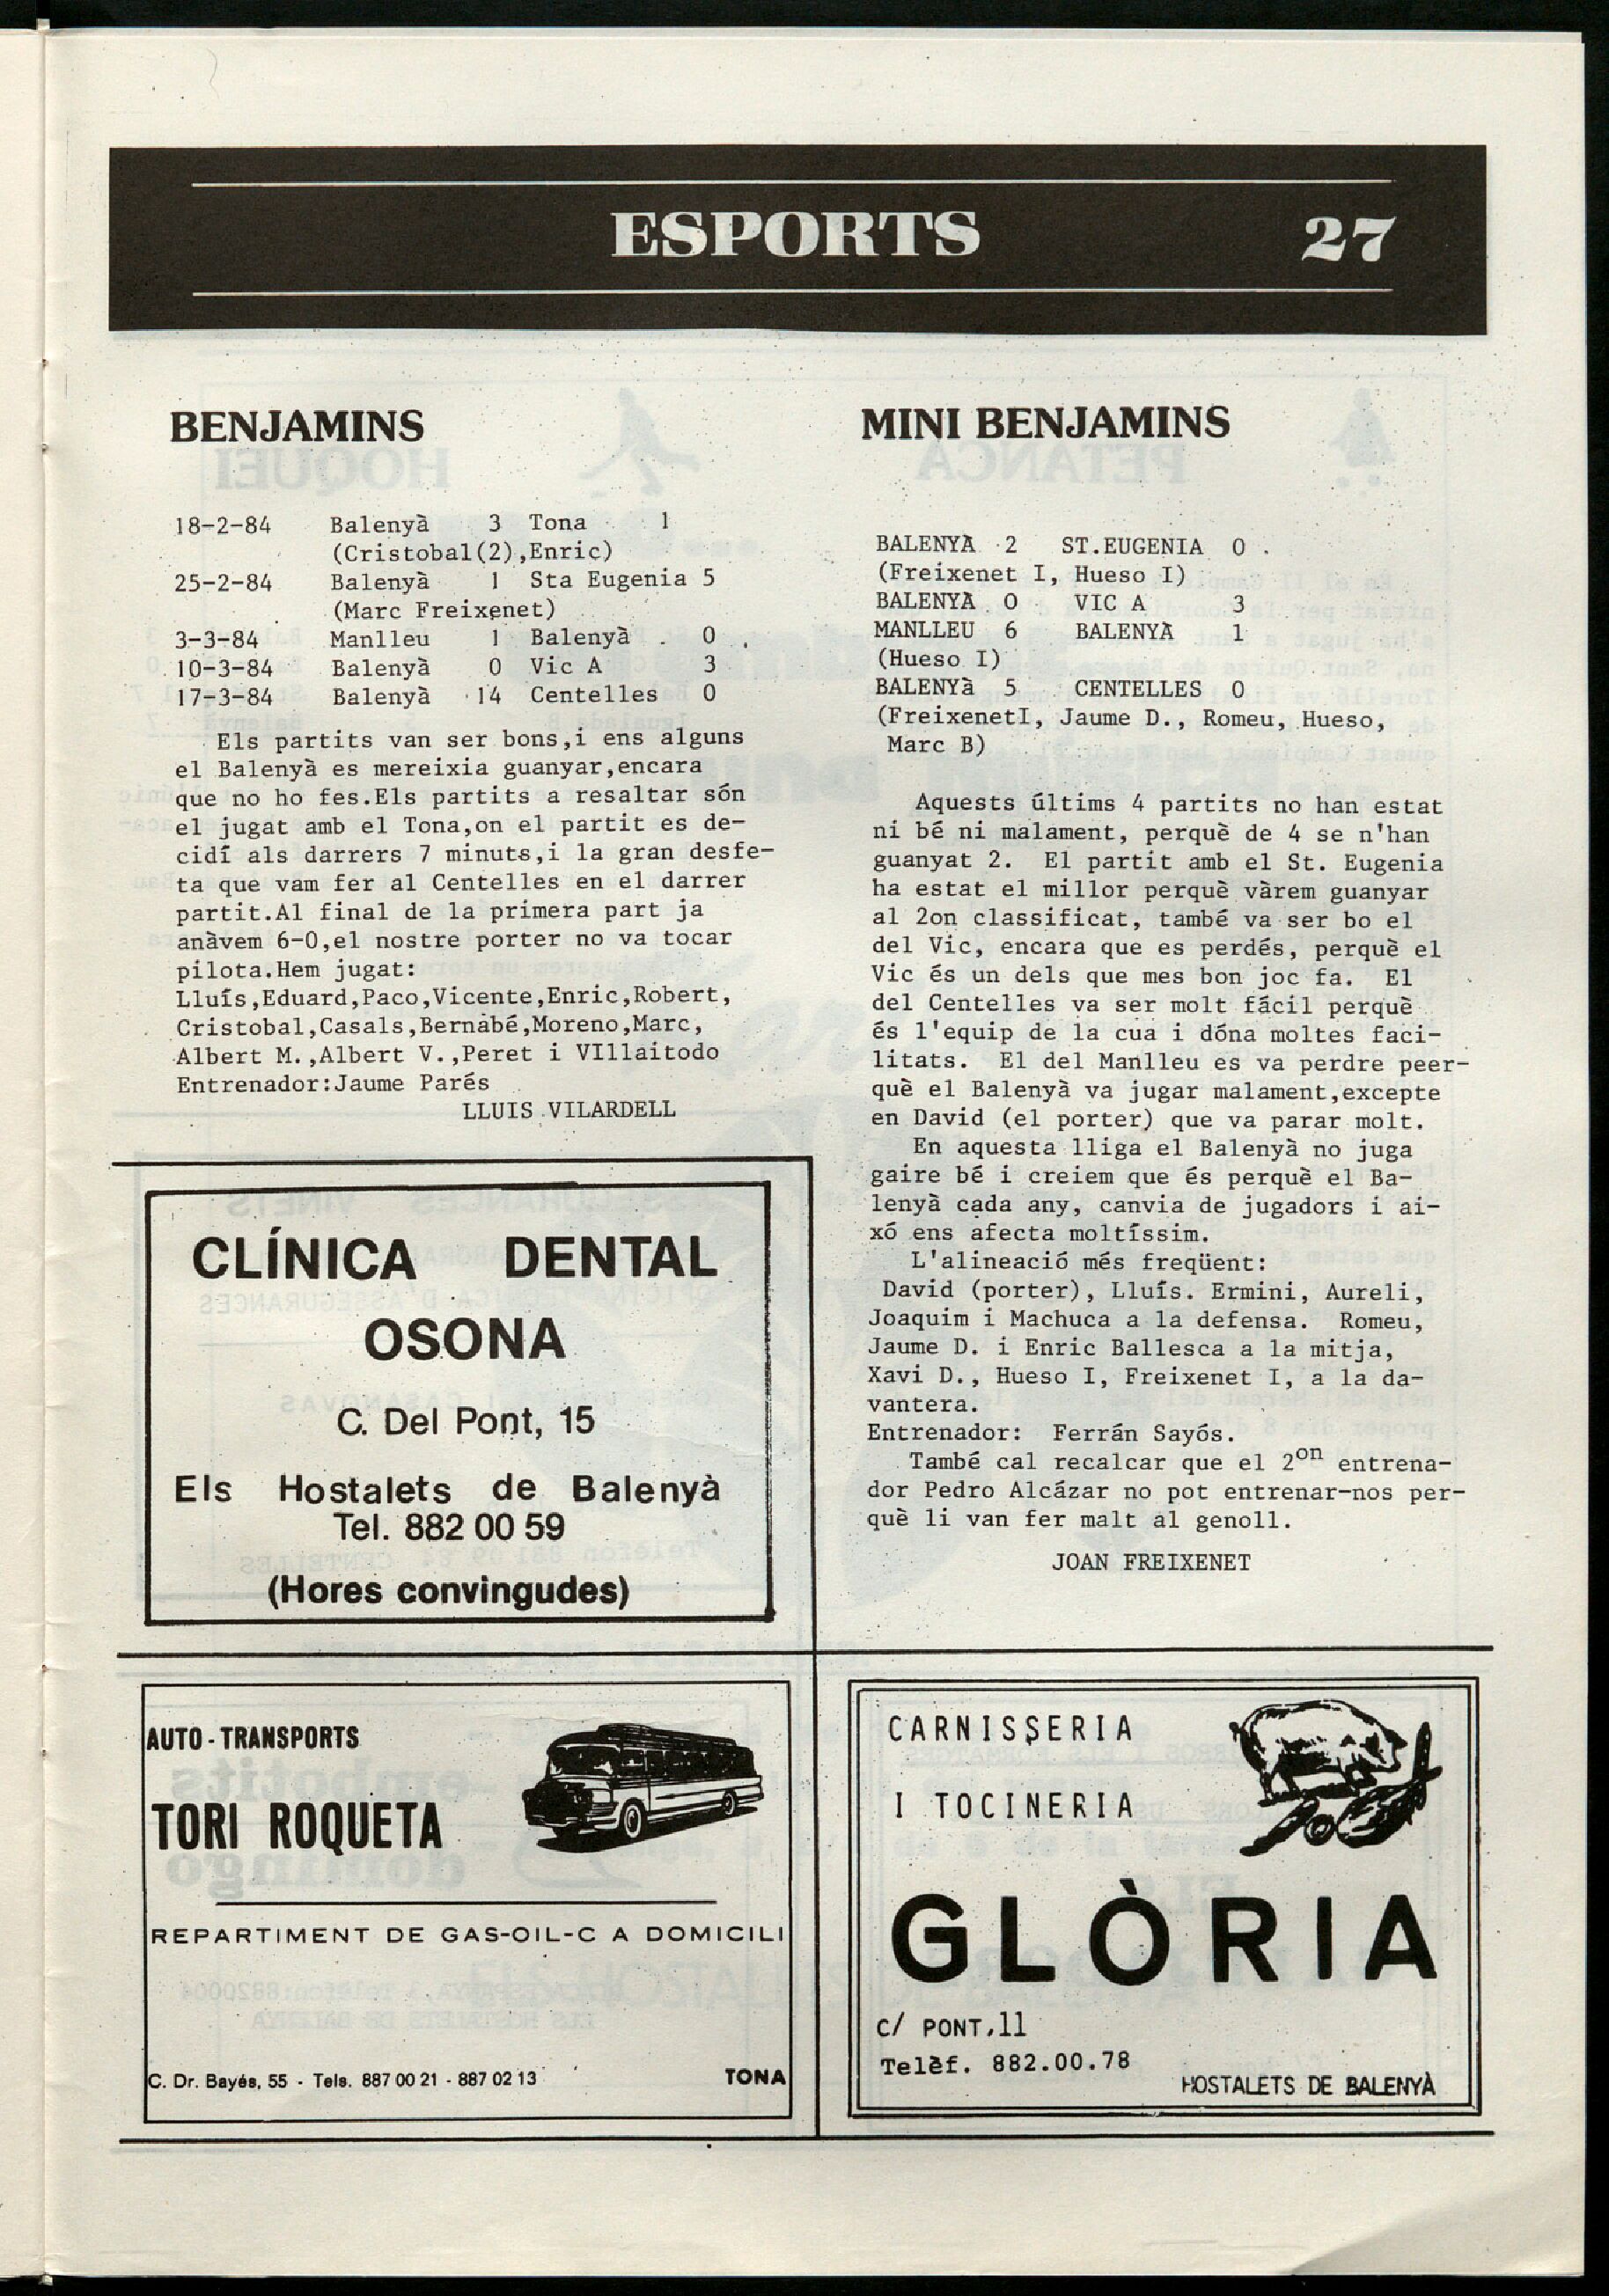 ESPORTS 27
BENJAMINS
18-2-84 Balenyà 3 Tona 1
(Cristobal(2),Enric)
25-2-84 Balenyà 1 Sta Eugenia 5
(Marc Freixenet)
3-3-84 Manlleu 1 Balenyà 0
10-3-84 Balenyà 0 Vic A 3
17-3-84 Balenyà 14 Centelles 0
Els partits van ser bons,i ens alguns
el Balenyà es mereixia guanyar,encara
que no ho fes.Els partits a resaltar són
el jugat amb el Tona,on el partit es de-
cidí als darrers 7 minuts,i la gran desfe-
ta que vam fer al Centelles en el darrer
partit.Al final de la prímera part ja
anàvem 6-0,el nostre porter no va tocar
pilota.Hem jugat:
Lluís,Eduard,Paco,Vicente,Enric,Robert,
Cristobal,Casals,Bernabé,Moreno,Marc,
Albert M.,Albert V.,Peret i VIllaitodo
Entrenador:Jaume Parés
LLUIS VILARDELL
MINI BENJAMINS
BALENYÀ 2 ST.EUGENIA 0
(Freixenet I, Hueso I)
BALENYÀ 0 VIC A 3
MANLLEU 6 BALENYÀ 1
(Hueso I)
BALENYà 5 CENTELLES 0
(FreixenetI, Jaume D., Romeu, Hueso,
Marc B)
Aquests últims 4 partits no han estat
ni bé ni malament, perquè de 4 se n'han
guanyat 2. El partit amb el St. Eugenia
ha estat el millor perquè vàrem guanyar
al 2on classificat, també va ser bo el
del Vic, encara que es perdés, perquè el
Vic és un dels que mes bon joc fa. El
del Centelles va ser molt fácil perquè
és l'equip de la cua i dóna moltes faci-
litats. El del Manlleu es va perdre peer-
què el Balenyà va jugar malament,excepte
en David (el porter) que va parar molt.
En aquesta lliga el Balenyà no juga
gaire bé i creiem que és perquè el Ba-
lenyà cada any, canvia de jugadors i ai-
xó ens afecta moltíssim.
L'alineació més freqüent:
David (porter), Lluís. Ermini, Aureli,
Joaquim i Machuca a la defensa. Romeu,
Jaume D. i Enric Ballesca a la mitja,
Xavi D., Hueso I, Freixenet I, a la da-
vantera.
Entrenador: Ferrán Sayós.
També cal recalcar que el 2on entrena-
dor Pedro Alcázar no pot entrenar-nos per-
què li van fer malt al genoll.
JOAN FREIXENET
CLÍNICA DENTAL
OSONA
C. Del Pont, 15
Els Hostalets de Balenyà
Tel. 882 00 59
(Hores convingudes)
AUTO-TRANSPORTS
TORI ROQUETA
REPARTIMENT DE GAS-OIL-C A DOMICILI
C. Dr. Bayés, 55 - Tels. 887 00 21 - 887 02 13 TONA
CARNISSERIA
I TOCINERIA
GLÒRIA
C/ PONT,11
Telèf. 882.00.78
HOSTALETS DE BALENYÀ